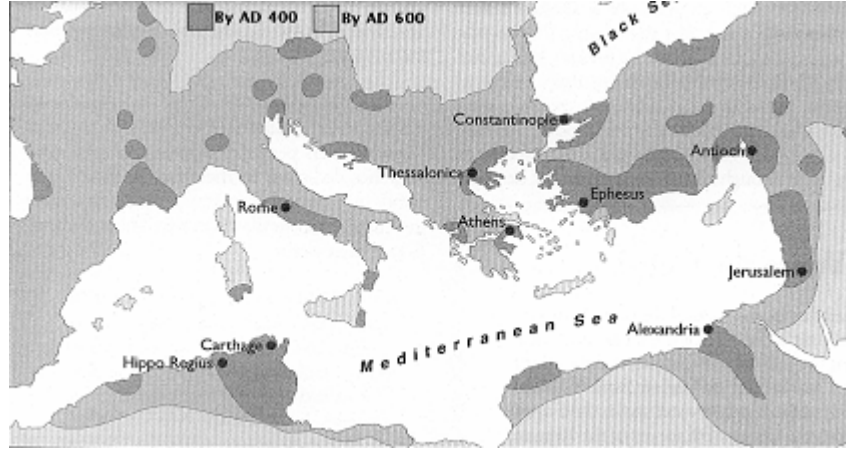 By AD 400 By AD 600
Black Sea
Constantinople
Antioch
Thessalonica
Rome
Ephesus
Athens
Jerusalem
Mediterranean Sea
Alexandria
Carthage
Hippo Regius